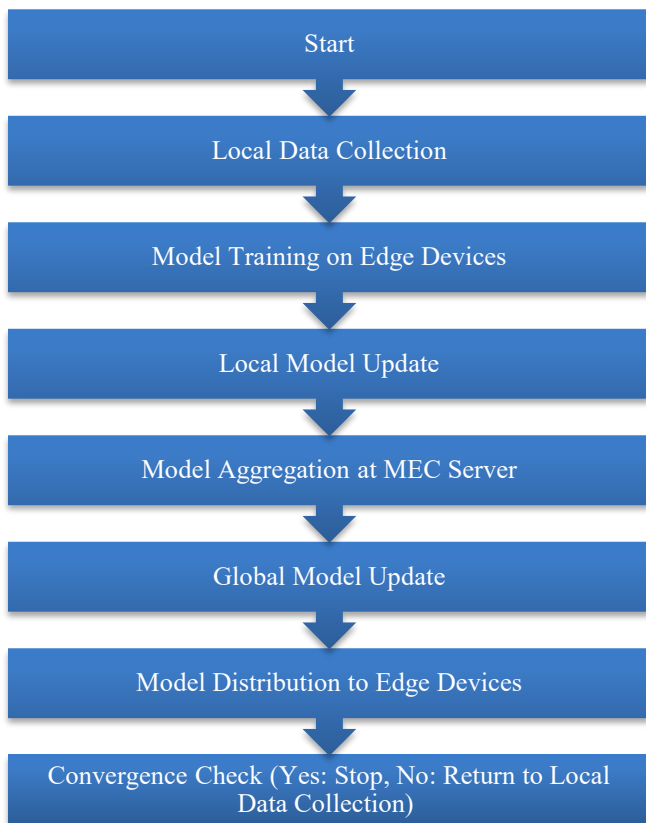 Start
Local Data Collection
Model Training on Edge Devices
Local Model Update
Model Aggregation at MEC Server
Global Model Update
Model Distribution to Edge Devices
Convergence Check (Yes: Stop, No: Return to Local
Data Collection)